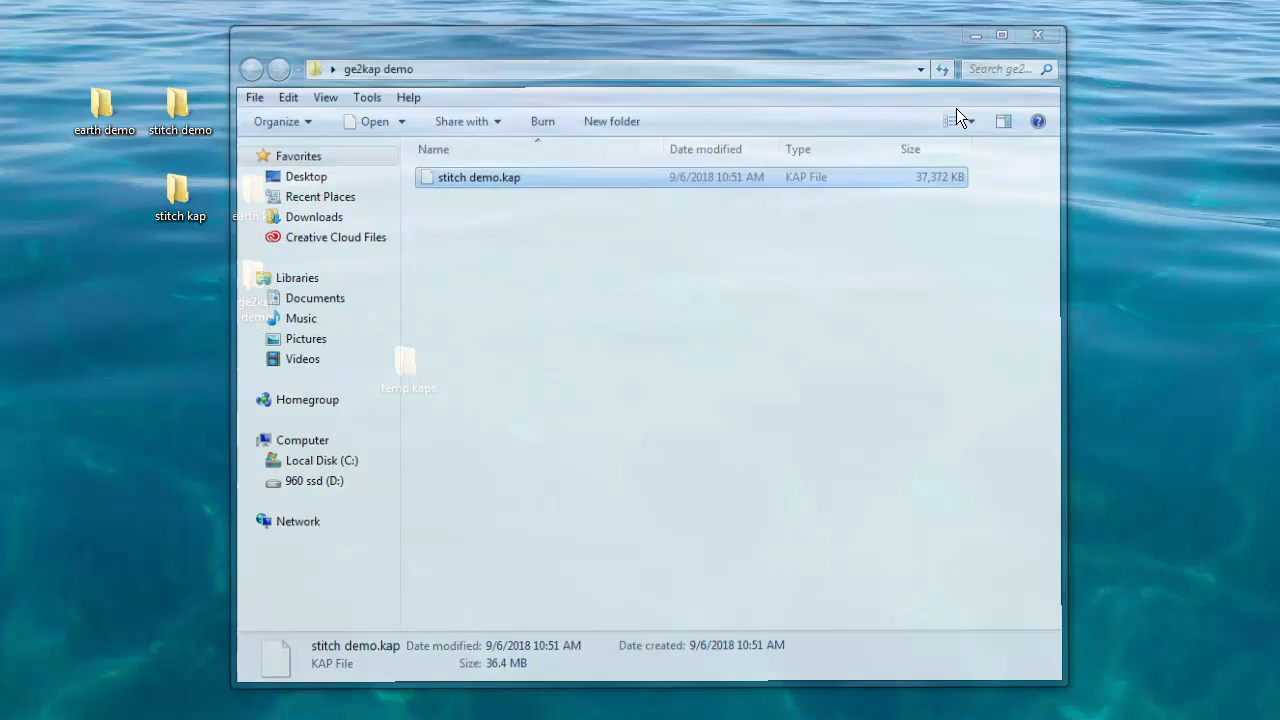 ge2kap demo
Search ge2...
File Edit View Tools Help
Organize Open Share with Burn New folder
Name Date modified Type Size
stitch demo.kap 9/6/2018 10:51 AM KAP File 37,372 KB
Favorites
Desktop
Recent Places
Downloads
Creative Cloud Files
Libraries
Documents
Music
Pictures
Videos
Homegroup
Computer
Local Disk (C:)
960 ssd (D:)
Network
stitch demo.kap Date modified: 9/6/2018 10:51 AM Date created: 9/6/2018 10:51 AM
KAP File Size: 36.4 MB
earth demo
stitch demo
stitch kap
earth
ge2kap
demo
temp kaps